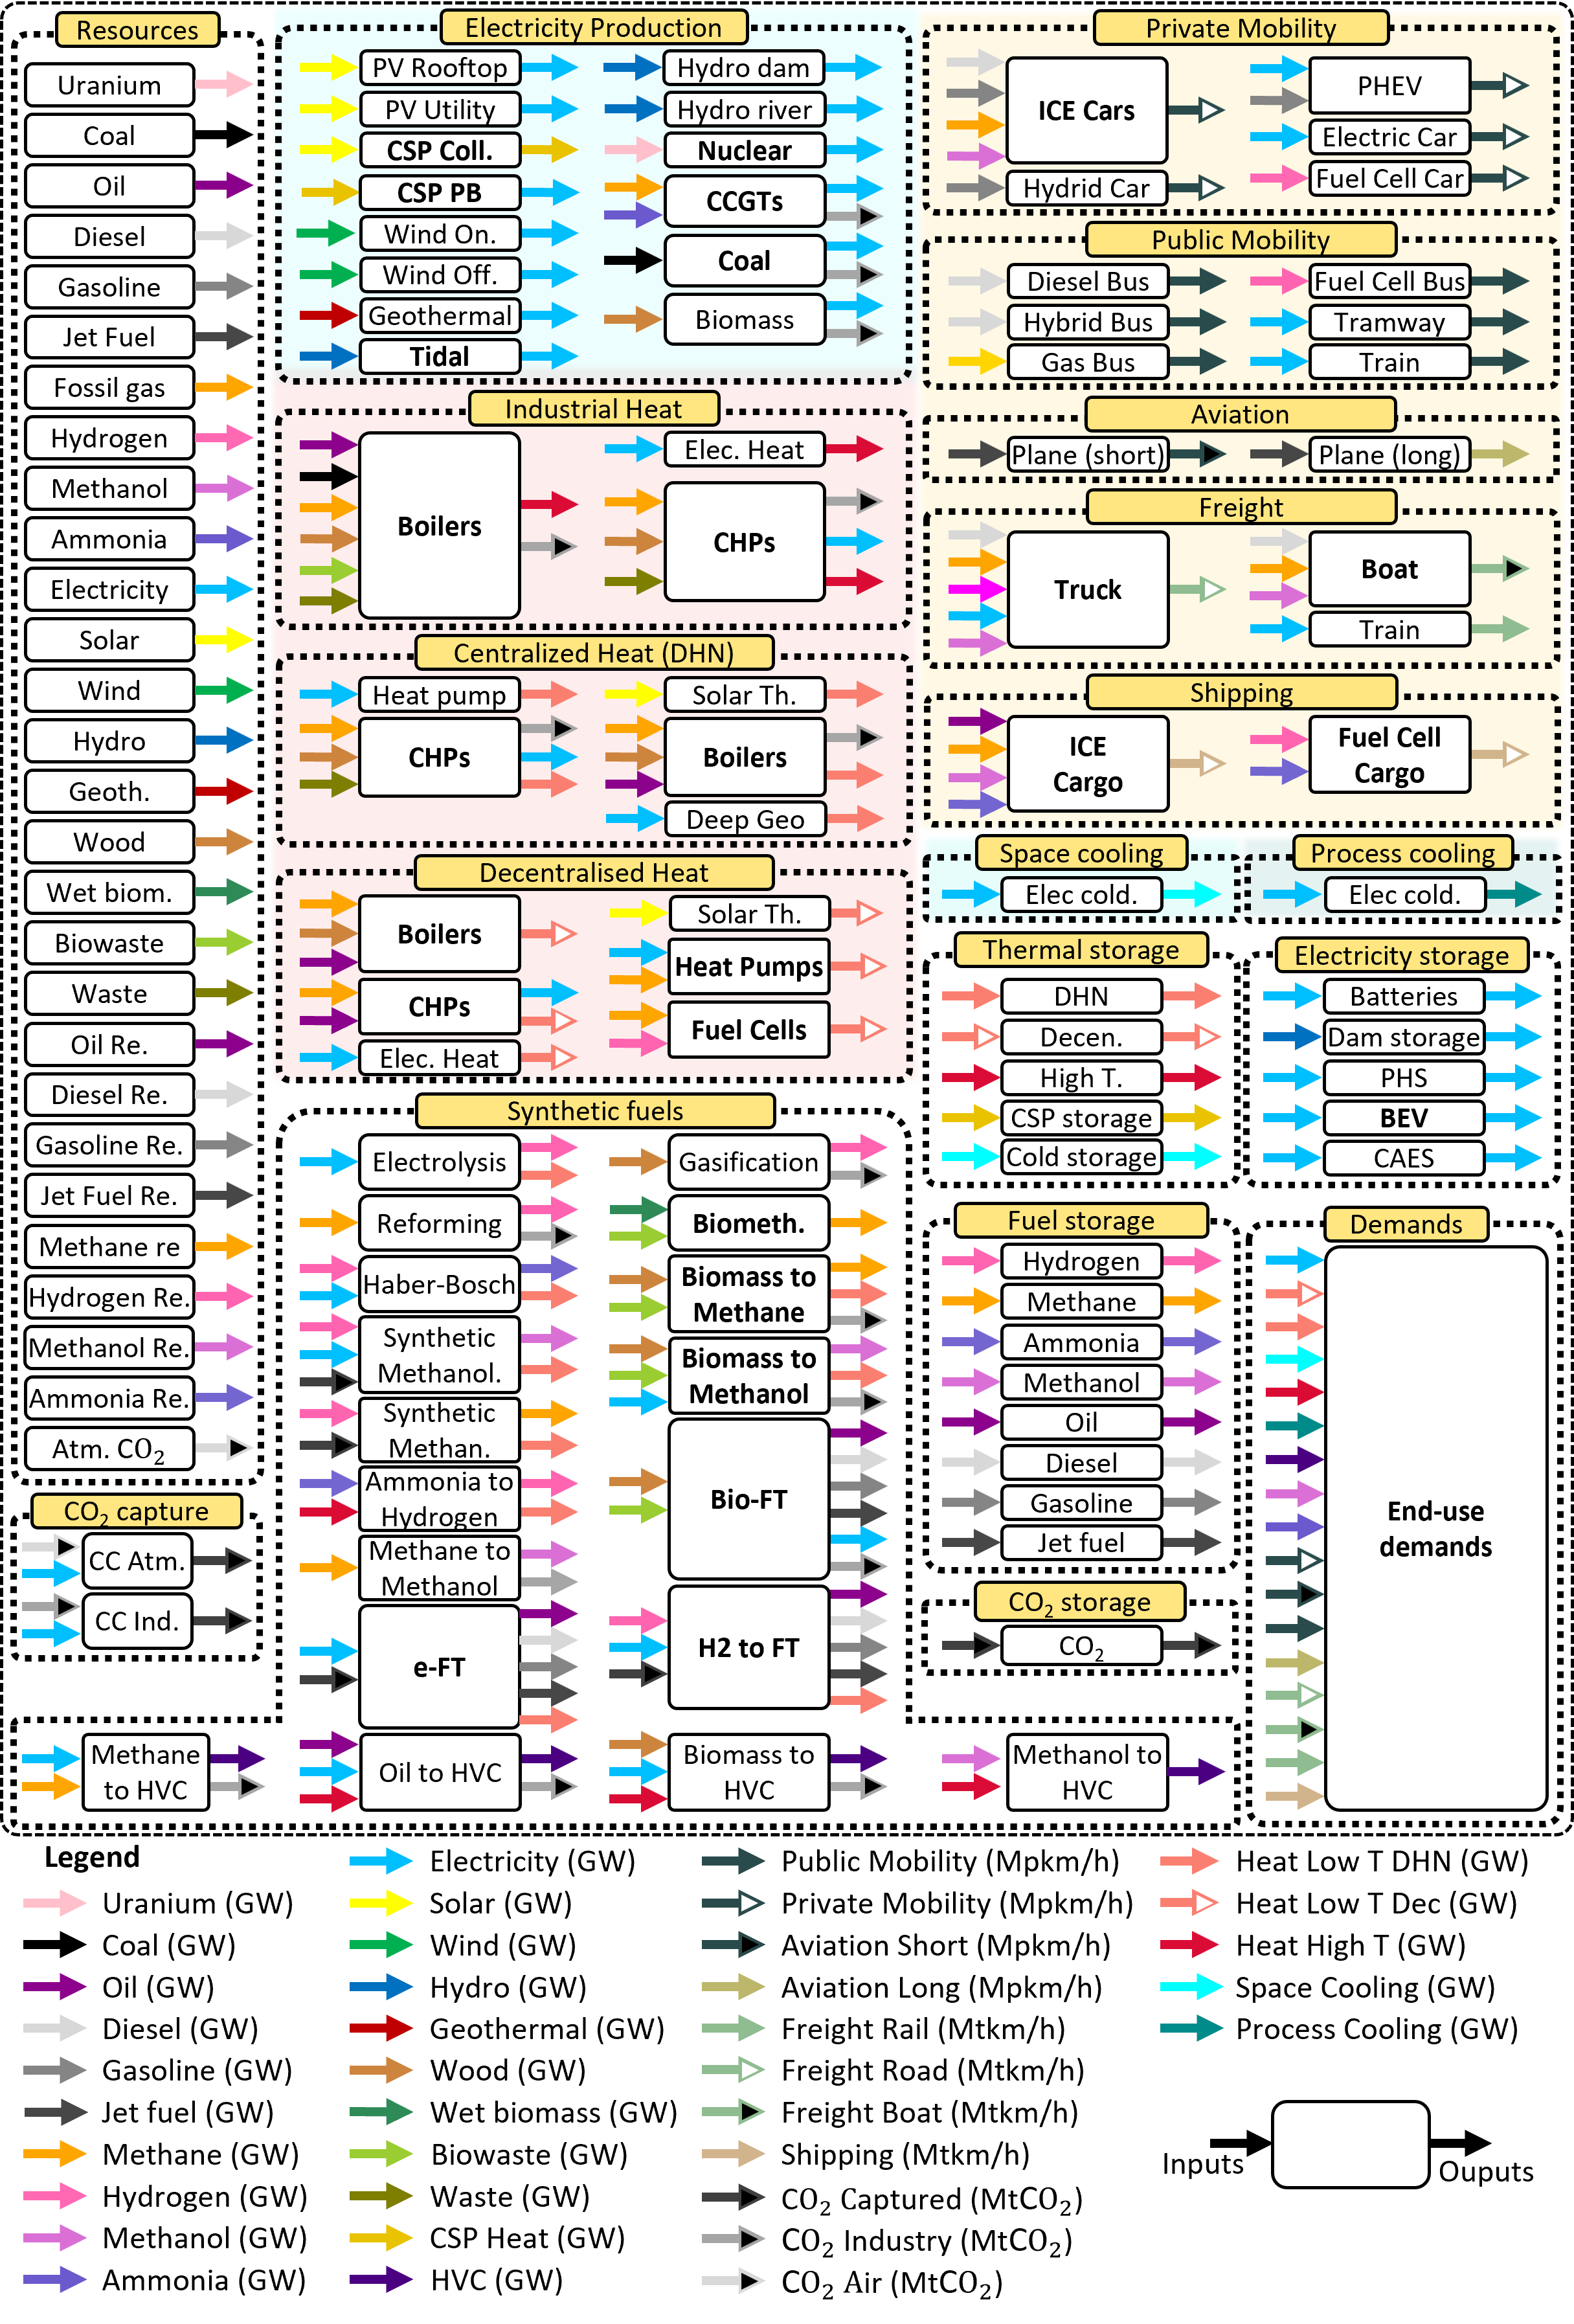 Resources
Uranium
Coal
Oil
Diesel
Gasoline
Jet Fuel
Fossil gas
Hydrogen
Methanol
Ammonia
Electricity
Solar
Wind
Hydro
Geoth.
Wood
Wet biom.
Biowaste
Waste
Oil Re.
Diesel Re.
Gasoline Re.
Jet Fuel Re.
Methane re
Hydrogen Re.
Methanol Re.
Ammonia Re.
Atm. CO₂
CO₂ capture
CC Atm.
CC Ind.
Electricity Production
PV Rooftop
PV Utility
CSP Coll.
CSP PB
Wind On.
Wind Off.
Geothermal
Tidal
Hydro dam
Hydro river
Nuclear
CCGTs
Coal
Biomass
Industrial Heat
Boilers
Elec. Heat
CHPs
Centralized Heat (DHN)
Heat pump
CHPs
Solar Th.
Boilers
Deep Geo
Decentralised Heat
Boilers
CHPs
Elec. Heat
Solar Th.
Heat Pumps
Fuel Cells
Synthetic fuels
Electrolysis
Reforming
Haber-Bosch
Synthetic
Methanol.
Synthetic
Methan.
Ammonia to
Hydrogen
Methane to
Methanol
e-FT
Gasification
Biometh.
Biomass to
Methane
Biomass to
Methanol
Bio-FT
H2 to FT
Methane
to HVC
Oil to HVC
Biomass to
HVC
Methanol to
HVC
Private Mobility
ICE Cars
Hydrid Car
PHEV
Electric Car
Fuel Cell Car
Public Mobility
Diesel Bus
Hybrid Bus
Gas Bus
Fuel Cell Bus
Tramway
Train
Aviation
Plane (short)
Plane (long)
Freight
Truck
Boat
Train
Shipping
ICE
Cargo
Fuel Cell
Cargo
Space cooling
Elec cold.
Process cooling
Elec cold.
Thermal storage
DHN
Decen.
High T.
CSP storage
Cold storage
Electricity storage
Batteries
Dam storage
PHS
BEV
CAES
Fuel storage
Hydrogen
Methane
Ammonia
Methanol
Oil
Diesel
Gasoline
Jet fuel
CO₂ storage
CO₂
Demands
End-use
demands
Legend
Uranium (GW)
Coal (GW)
Oil (GW)
Diesel (GW)
Gasoline (GW)
Jet fuel (GW)
Methane (GW)
Hydrogen (GW)
Methanol (GW)
Ammonia (GW)
Electricity (GW)
Solar (GW)
Wind (GW)
Hydro (GW)
Geothermal (GW)
Wood (GW)
Wet biomass (GW)
Biowaste (GW)
Waste (GW)
CSP Heat (GW)
HVC (GW)
Public Mobility (Mpkm/h)
Private Mobility (Mpkm/h)
Aviation Short (Mpkm/h)
Aviation Long (Mpkm/h)
Freight Rail (Mtkm/h)
Freight Road (Mtkm/h)
Freight Boat (Mtkm/h)
Shipping (Mtkm/h)
CO₂ Captured (MtCO₂)
CO₂ Industry (MtCO₂)
CO₂ Air (MtCO₂)
Heat Low T DHN (GW)
Heat Low T Dec (GW)
Heat High T (GW)
Space Cooling (GW)
Process Cooling (GW)
Inputs
Ouputs